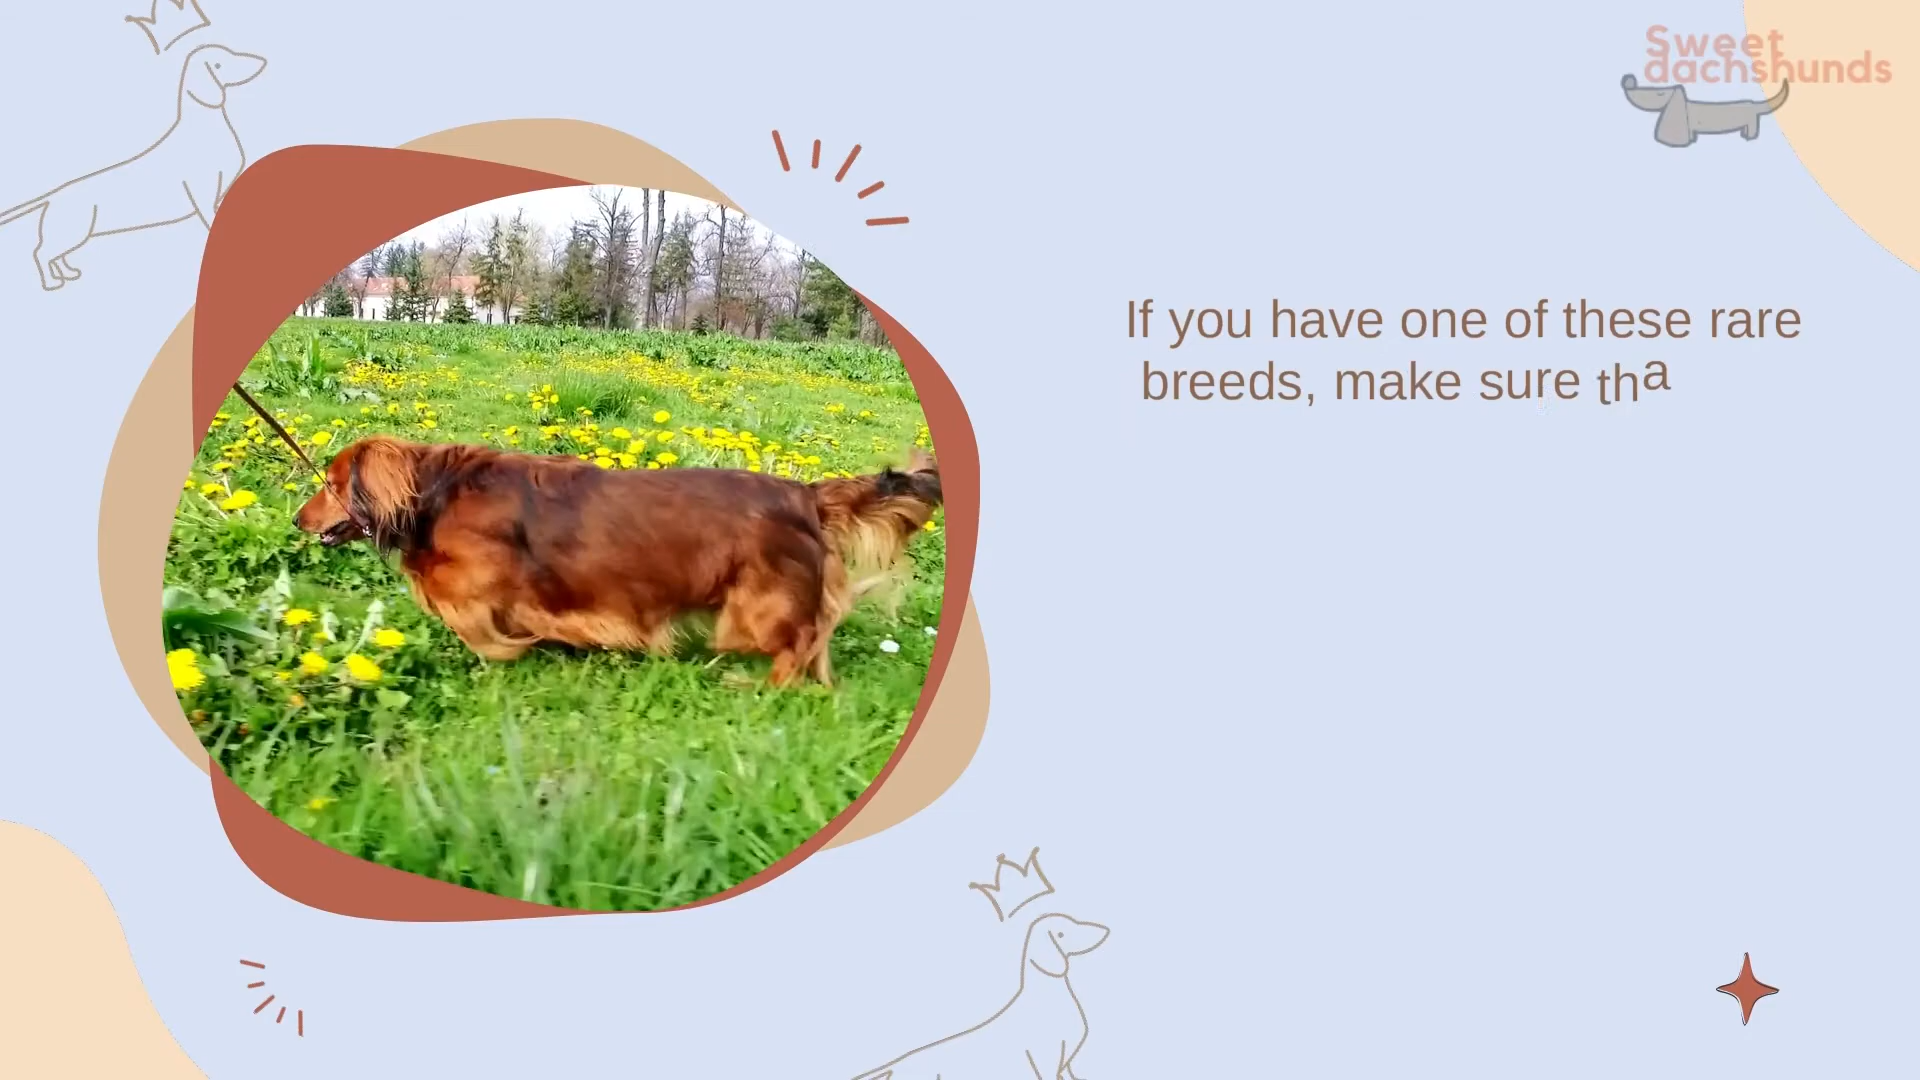 Sweet
dachshunds
If you have one of these rare
breeds, make sure tha